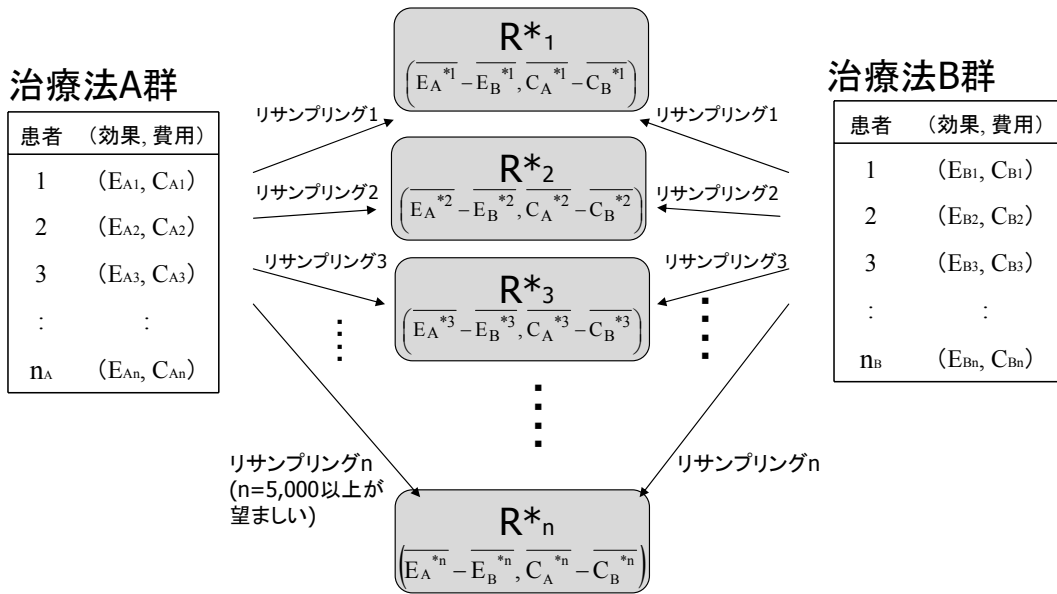 治療法A群
患者 （効果, 費用）
1 (EA1, CA1)
2 (EA2, CA2)
3 (EA3, CA3)
: :
nA (EAn, CAn)
リサンプリング1
リサンプリング2
リサンプリング3
リサンプリングn
(n=5,000以上が
望ましい)
R*1
(EA*1 − EB*1, CA*1 − CB*1)
R*2
(EA*2 − EB*2, CA*2 − CB*2)
R*3
(EA*3 − EB*3, CA*3 − CB*3)
R*n
(EA*n − EB*n, CA*n − CB*n)
リサンプリング1
リサンプリング2
リサンプリング3
リサンプリングn
治療法B群
患者 （効果, 費用）
1 (EB1, CB1)
2 (EB2, CB2)
3 (EB3, CB3)
: :
nB (EBn, CBn)